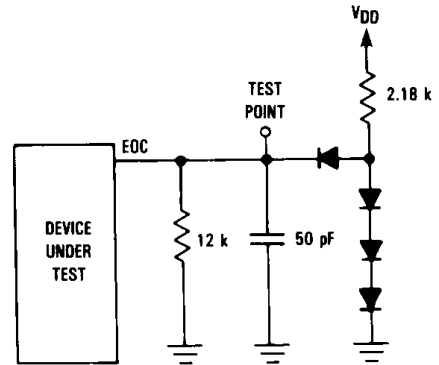 VDD
2.18 k
TEST
POINT
EOC
DEVICE
UNDER
TEST
12 k
50 pF